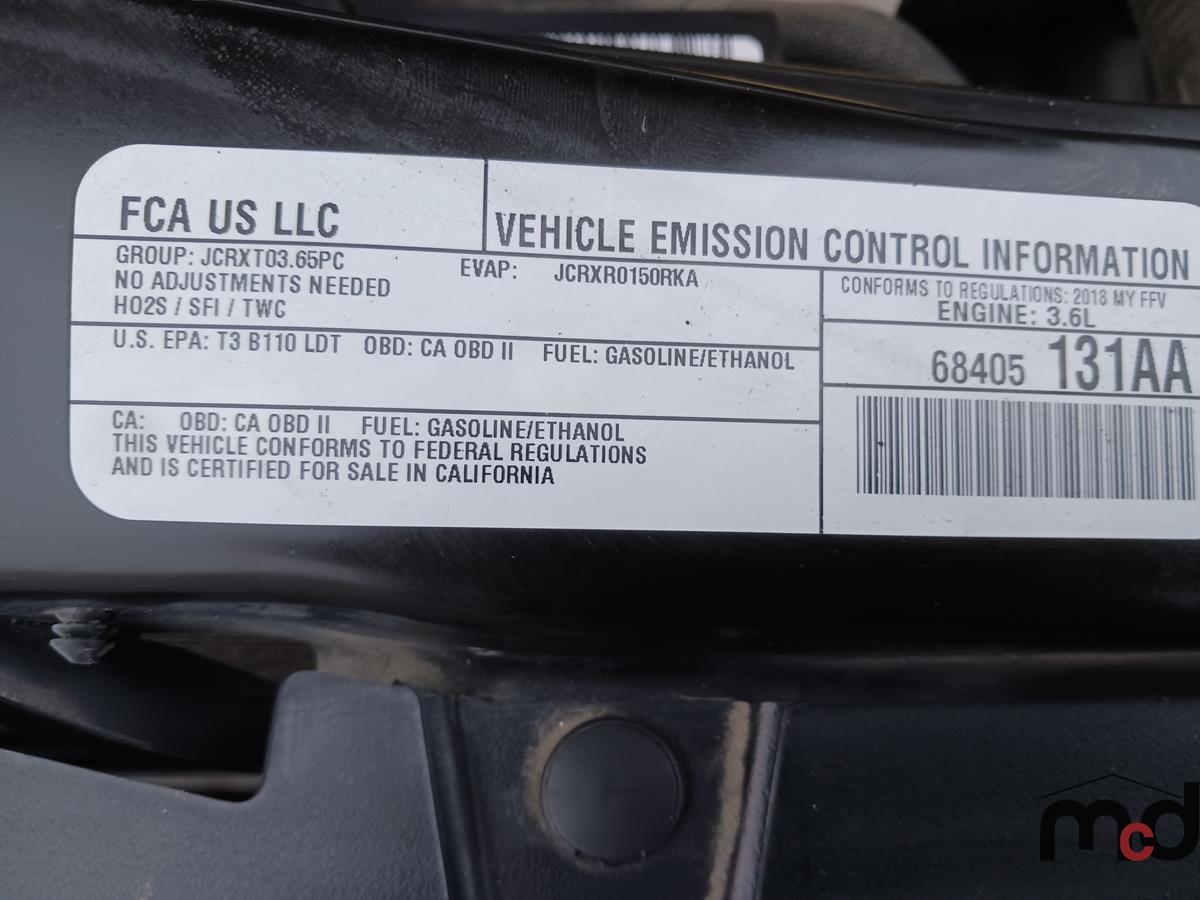 FCA US LLC
VEHICLE EMISSION CONTROL INFORMATION
GROUP: JCRXT03.65PC
EVAP: JCRXR0150RKA
NO ADJUSTMENTS NEEDED
HO2S / SFI / TWC
CONFORMS TO REGULATIONS: 2018 MY FFV
ENGINE: 3.6L
U.S. EPA: T3 B110 LDT OBD: CA OBD II FUEL: GASOLINE/ETHANOL
68405 131AA
CA: OBD: CA OBD II FUEL: GASOLINE/ETHANOL
THIS VEHICLE CONFORMS TO FEDERAL REGULATIONS
AND IS CERTIFIED FOR SALE IN CALIFORNIA
mcd